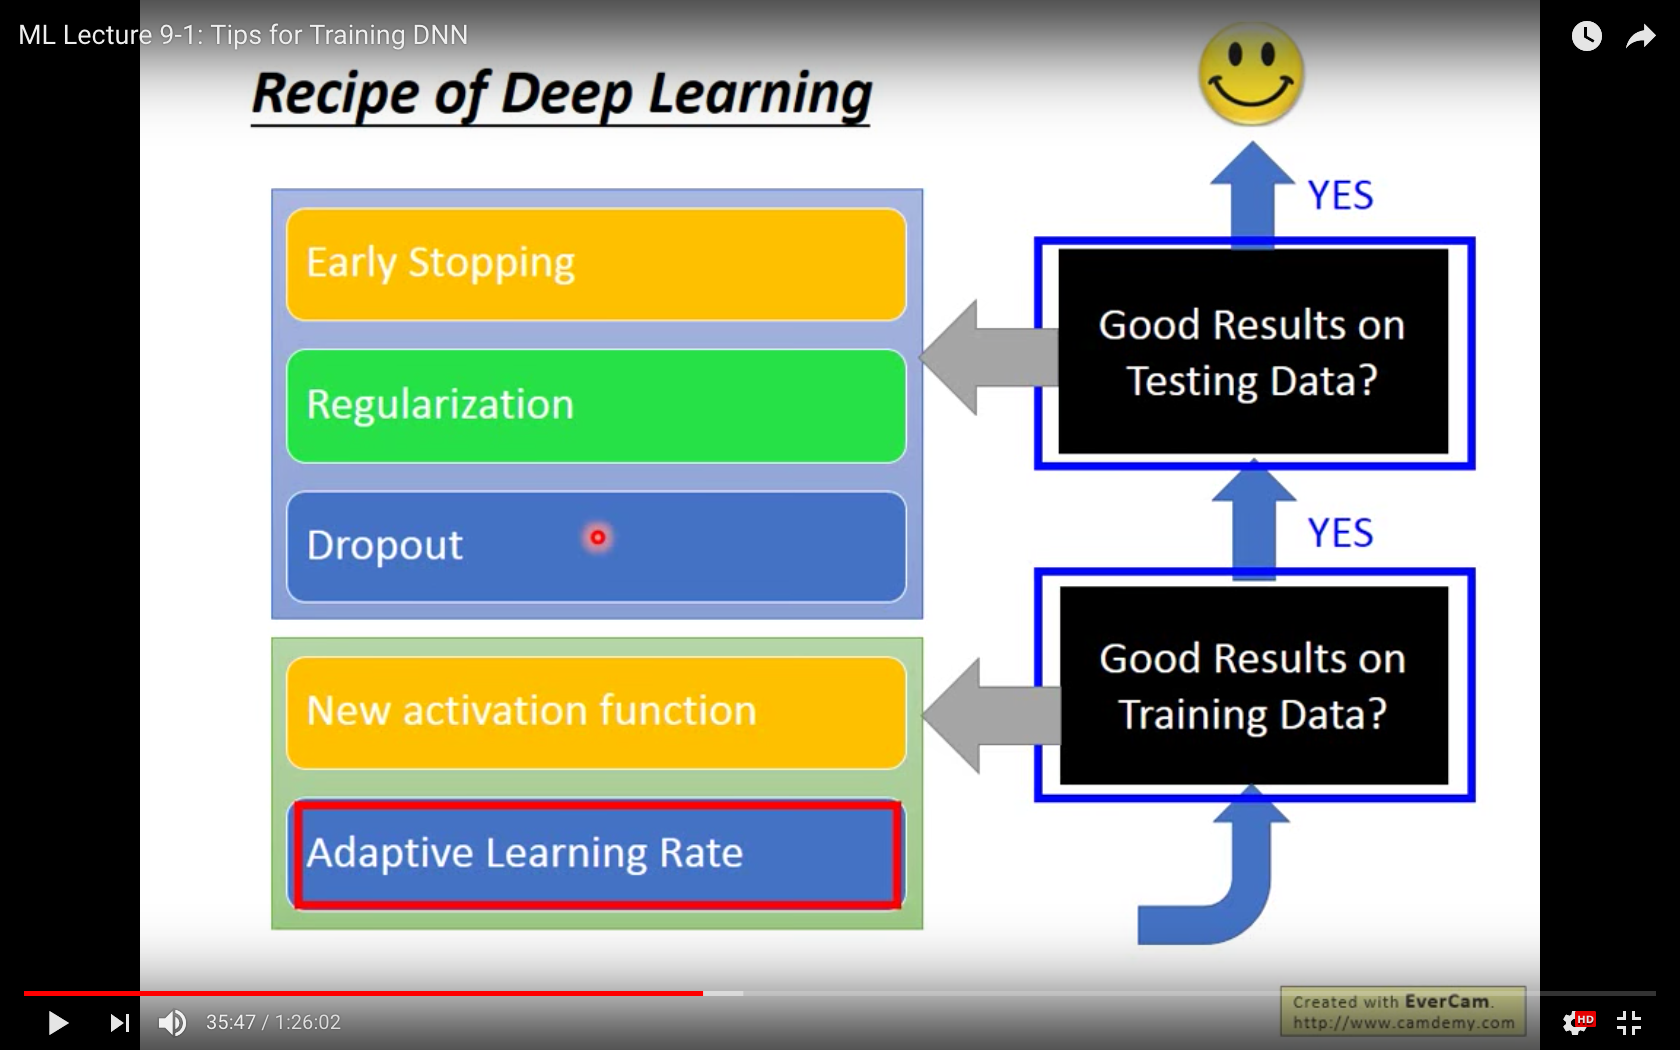 ML Lecture 9-1: Tips for Training DNN
Recipe of Deep Learning
YES
Early Stopping
Good Results on
Testing Data?
Regularization
Dropout
YES
Good Results on
Training Data?
New activation function
Adaptive Learning Rate
Created with EverCam.
http://www.camdemy.com
35:47 / 1:26:02
HD